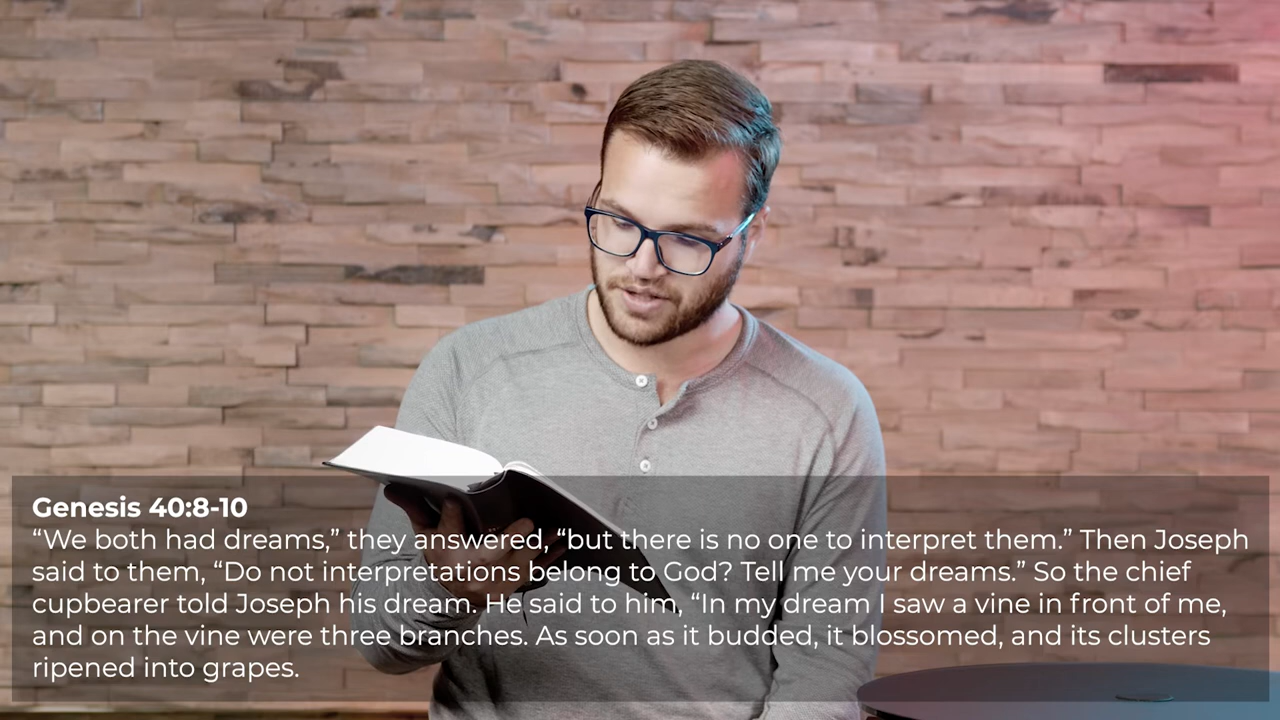 Genesis 40:8-10
“We both had dreams,” they answered, “but there is no one to interpret them.” Then Joseph
said to them, “Do not interpretations belong to God? Tell me your dreams.” So the chief
cupbearer told Joseph his dream. He said to him, “In my dream I saw a vine in front of me,
and on the vine were three branches. As soon as it budded, it blossomed, and its clusters
ripened into grapes.